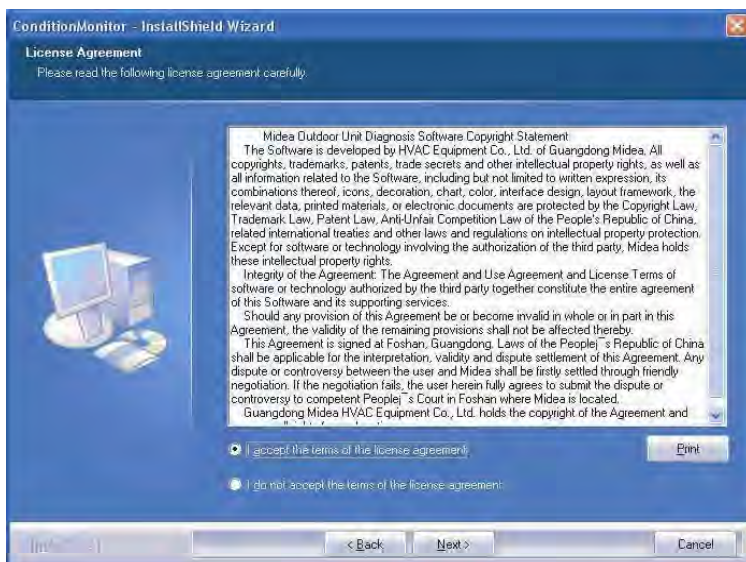 ConditionMonitor - InstallShield Wizard
License Agreement
Please read the following license agreement carefully.
Midea Outdoor Unit Diagnosis Software Copyright Statement
The Software is developed by HVAC Equipment Co., Ltd. of Guangdong Midea. All
copyrights, trademarks, patents, trade secrets and other intellectual property rights, as well as
all information related to the Software, including but not limited to written expression, its
combinations thereof, icons, decoration, chart, color, interface design, layout framework, the
relevant data, printed materials, or electronic documents are protected by the Copyright Law,
Trademark Law, Patent Law, Anti-Unfair Competition Law of the People's Republic of China,
related international treaties and other laws and regulations on intellectual property protection.
Except for software or technology involving the authorization of the third party, Midea holds
these intellectual property rights.
Integrity of the Agreement: The Agreement and Use Agreement and License Terms of
software or technology authorized by the third party together constitute the entire agreement
of this Software and its supporting services.
Should any provision of this Agreement be or become invalid in whole or in part in this
Agreement, the validity of the remaining provisions shall not be affected thereby.
This Agreement is signed at Foshan, Guangdong. Laws of the Peoplej¯s Republic of China
shall be applicable for the interpretation, validity and dispute settlement of this Agreement. Any
dispute or controversy between the user and Midea shall be firstly settled through friendly
negotiation. If the negotiation fails, the user herein fully agrees to submit the dispute or
controversy to competent Peoplej¯s Court in Foshan where Midea is located.
Guangdong Midea HVAC Equipment Co., Ltd. holds the copyright of the Agreement and
I accept the terms of the license agreement
Print
I do not accept the terms of the license agreement
< Back
Next >
Cancel